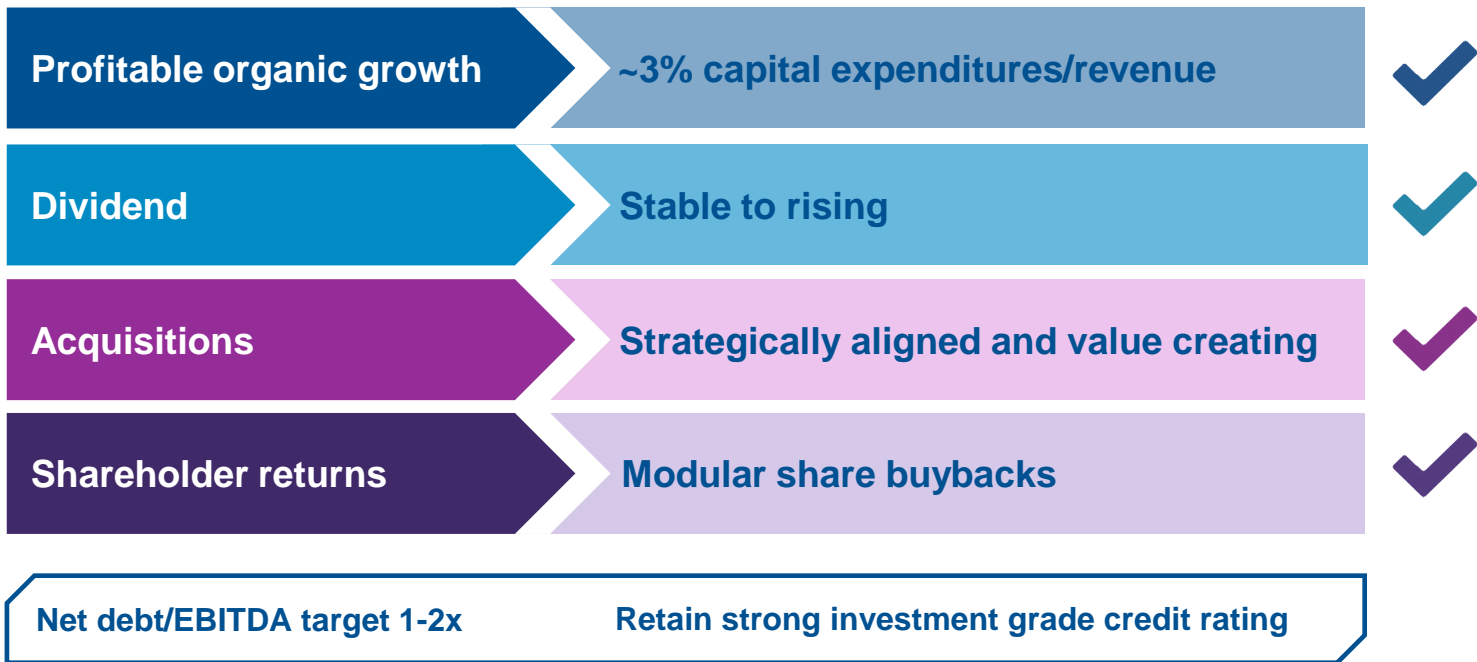 Profitable organic growth
~3% capital expenditures/revenue
Dividend
Stable to rising
Acquisitions
Strategically aligned and value creating
Shareholder returns
Modular share buybacks
Net debt/EBITDA target 1-2x
Retain strong investment grade credit rating